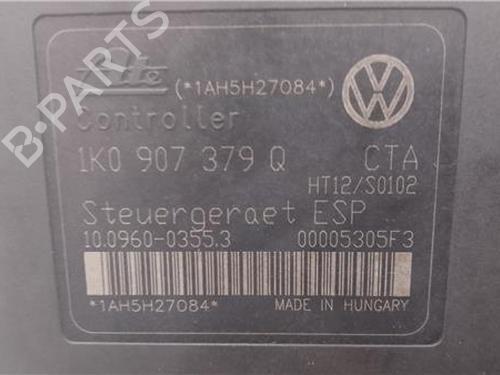 Ate (*1AH5H27084*)
Controller
1K0 907 379 Q CTA
HT12/S0102
Steuergeraet ESP
10.0960-0355.3 00005305F3
*1AH5H27084* MADE IN HUNGARY
B-PARTS